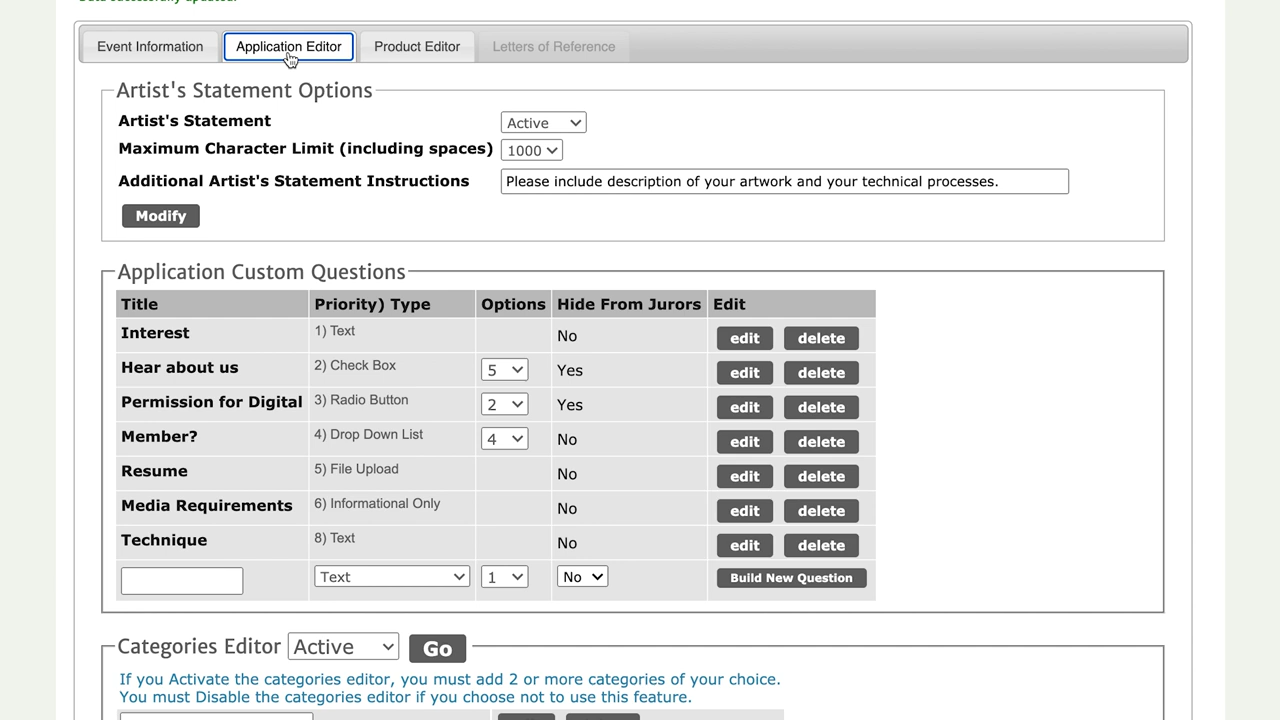 Data successfully updated.
Event Information Application Editor Product Editor Letters of Reference
Artist's Statement Options
Artist's Statement Active
Maximum Character Limit (including spaces) 1000
Additional Artist's Statement Instructions Please include description of your artwork and your technical processes.
Modify
Application Custom Questions
Title Priority) Type Options Hide From Jurors Edit
Interest 1) Text No edit delete
Hear about us 2) Check Box 5 Yes edit delete
Permission for Digital 3) Radio Button 2 Yes edit delete
Member? 4) Drop Down List 4 No edit delete
Resume 5) File Upload No edit delete
Media Requirements 6) Informational Only No edit delete
Technique 8) Text No edit delete
Text 1 No Build New Question
Categories Editor Active Go
If you Activate the categories editor, you must add 2 or more categories of your choice.
You must Disable the categories editor if you choose not to use this feature.